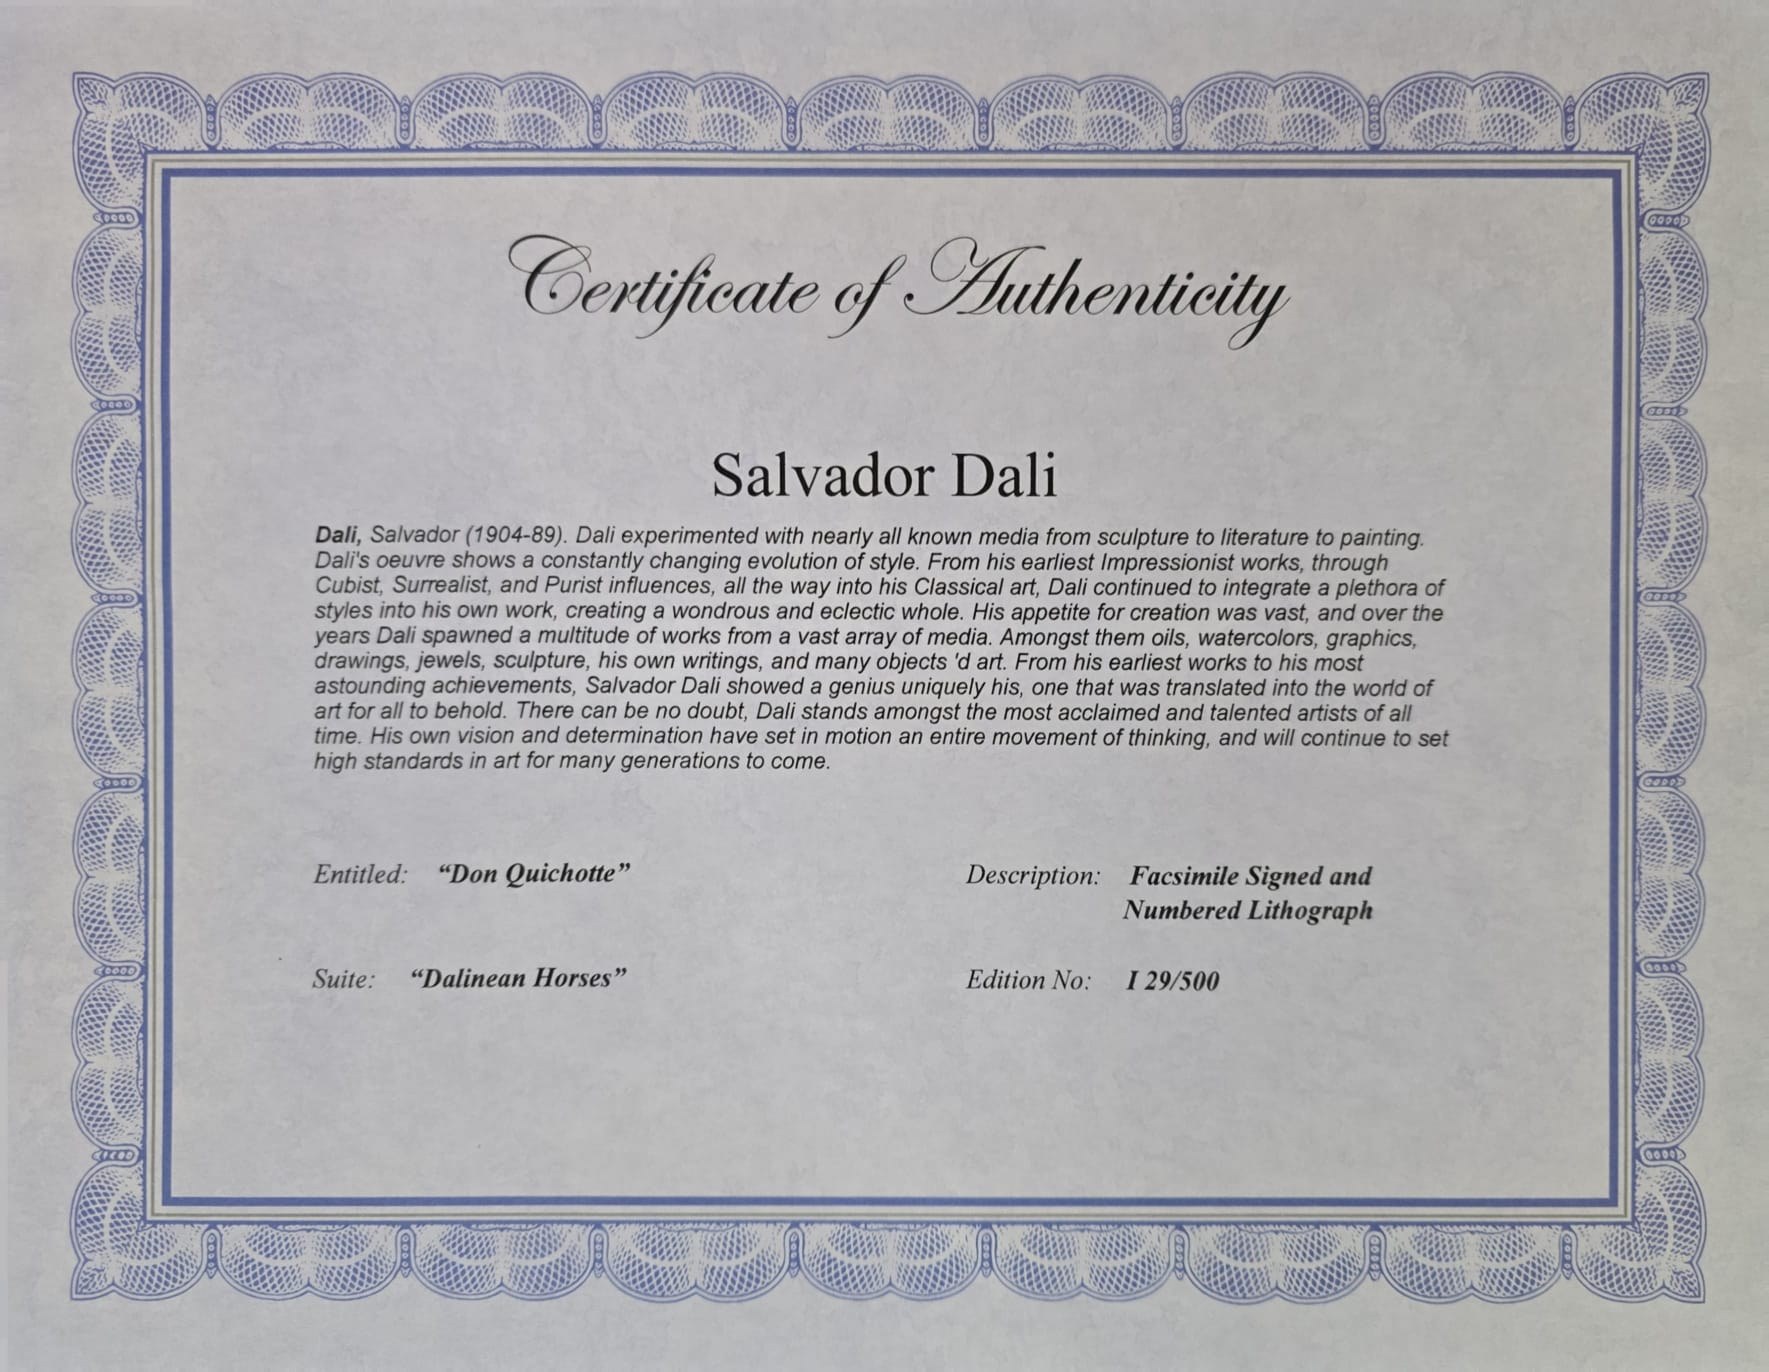 Certificate of Authenticity
Salvador Dali
Dali, Salvador (1904-89). Dali experimented with nearly all known media from sculpture to literature to painting.
Dali's oeuvre shows a constantly changing evolution of style. From his earliest Impressionist works, through
Cubist, Surrealist, and Purist influences, all the way into his Classical art, Dali continued to integrate a plethora of
styles into his own work, creating a wondrous and eclectic whole. His appetite for creation was vast, and over the
years Dali spawned a multitude of works from a vast array of media. Amongst them oils, watercolors, graphics,
drawings, jewels, sculpture, his own writings, and many objects 'd art. From his earliest works to his most
astounding achievements, Salvador Dali showed a genius uniquely his, one that was translated into the world of
art for all to behold. There can be no doubt, Dali stands amongst the most acclaimed and talented artists of all
time. His own vision and determination have set in motion an entire movement of thinking, and will continue to set
high standards in art for many generations to come.
Entitled: “Don Quichotte”
Description: Facsimile Signed and
Numbered Lithograph
Suite: “Dalinean Horses”
Edition No: I 29/500